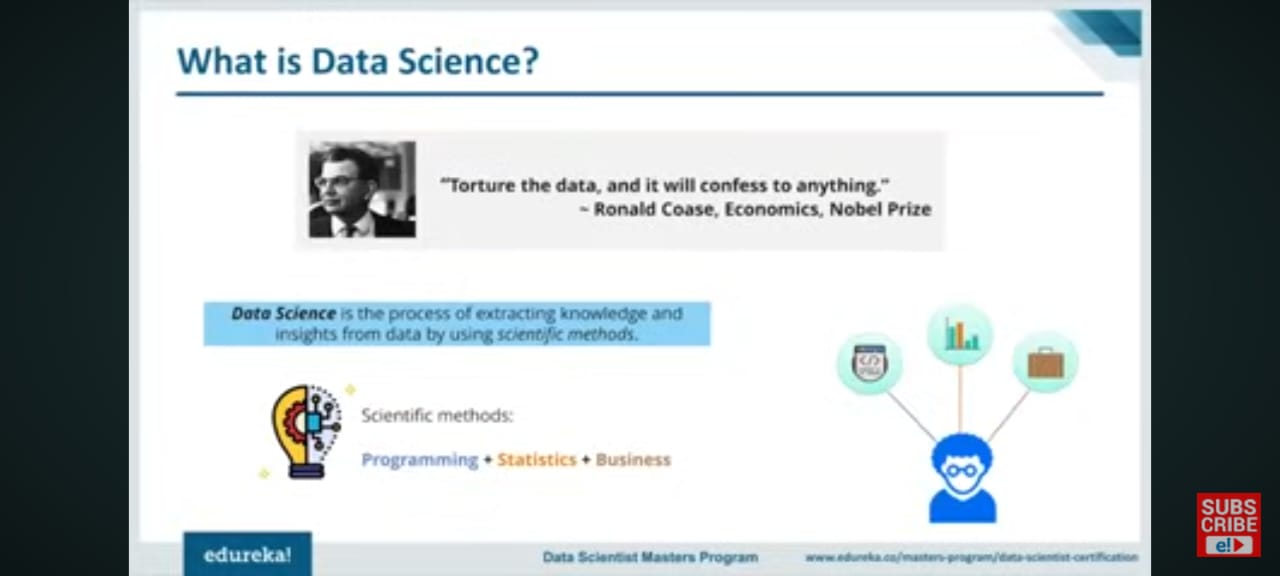 What is Data Science?
“Torture the data, and it will confess to anything.”
~ Ronald Coase, Economics, Nobel Prize
Data Science is the process of extracting knowledge and
insights from data by using scientific methods.
Scientific methods:
Programming + Statistics + Business
edureka!
Data Scientist Masters Program
www.edureka.co/masters-program/data-scientist-certification
SUBS
CRIBE
e!